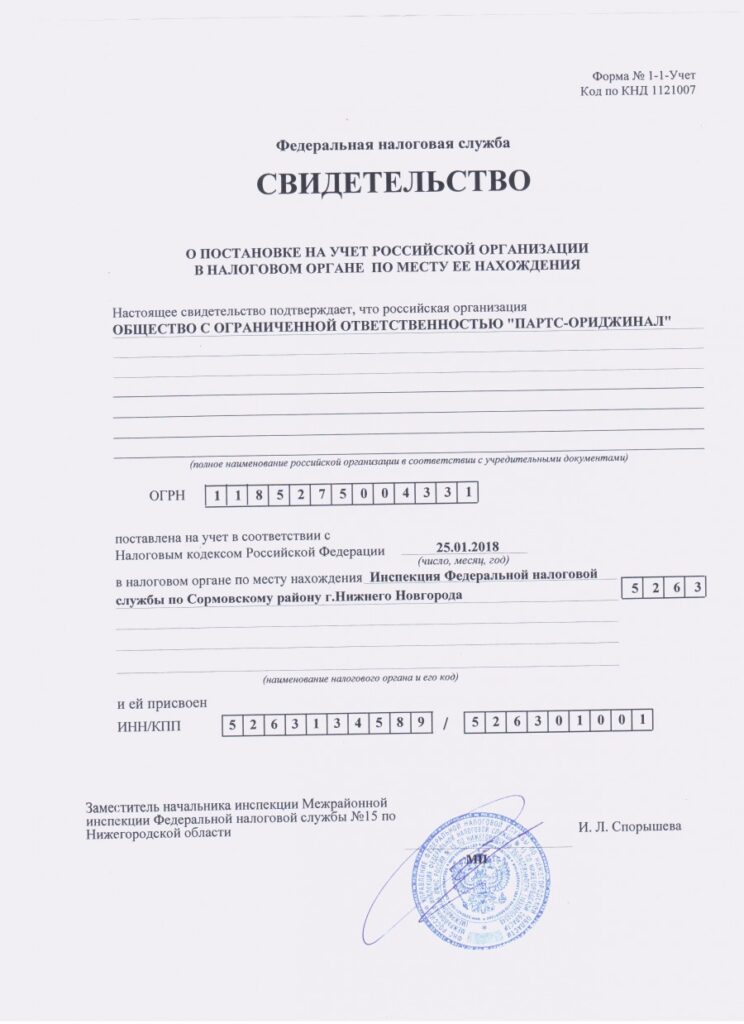 Форма № 1-1-Учет
Код по КНД 1121007
Федеральная налоговая служба
СВИДЕТЕЛЬСТВО
О ПОСТАНОВКЕ НА УЧЕТ РОССИЙСКОЙ ОРГАНИЗАЦИИ
В НАЛОГОВОМ ОРГАНЕ ПО МЕСТУ ЕЕ НАХОЖДЕНИЯ
Настоящее свидетельство подтверждает, что российская организация
ОБЩЕСТВО С ОГРАНИЧЕННОЙ ОТВЕТСТВЕННОСТЬЮ "ПАРТС-ОРИДЖИНАЛ"
(полное наименование российской организации в соответствии с учредительными документами)
ОГРН 1 1 8 5 2 7 5 0 0 4 3 3 1
поставлена на учет в соответствии с
Налоговым кодексом Российской Федерации 25.01.2018
(число, месяц, год)
в налоговом органе по месту нахождения Инспекция Федеральной налоговой
службы по Сормовскому району г.Нижнего Новгорода 5 2 6 3
(наименование налогового органа и его код)
и ей присвоен
ИНН/КПП 5 2 6 3 1 3 4 5 8 9 / 5 2 6 3 0 1 0 0 1
Заместитель начальника инспекции Межрайонной
инспекции Федеральной налоговой службы №15 по
Нижегородской области
И. Л. Спорышева
МП